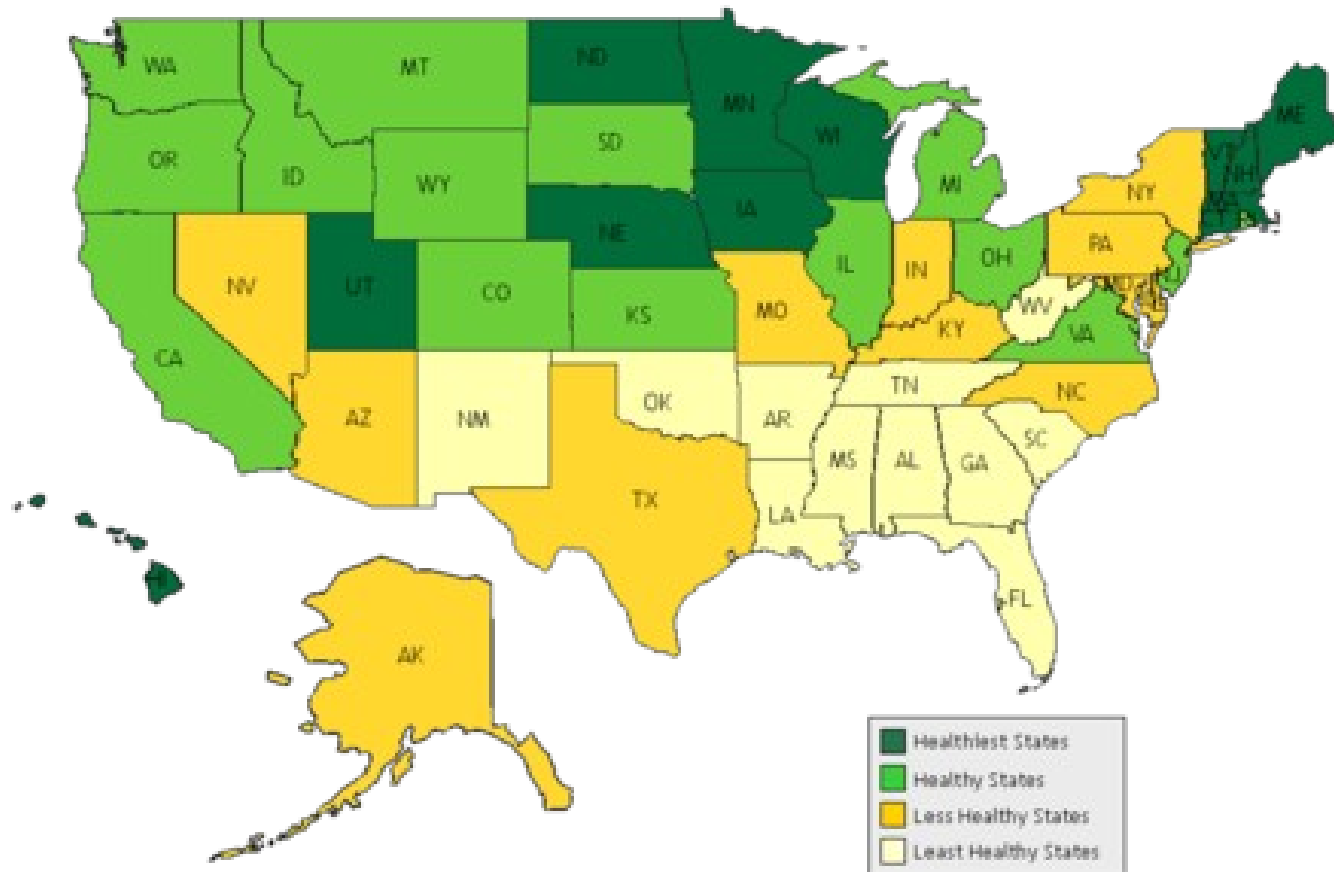 ND
ME
WA
MT
MN
WI
VT
SD
NH
OR
ID
WY
MI
NY
MA
IA
CT
NE
PA
OH
IL
IN
NV
UT
CO
WV
MO
KS
KY
VA
CA
TN
NC
AZ
NM
OK
AR
SC
MS
AL
GA
TX
LA
HI
FL
AK
Healthiest States
Healthy States
Less Healthy States
Least Healthy States